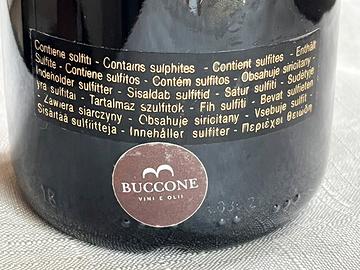 Contiene solfiti - Contains sulphites - Contient sulfites - Enthält
Sulfite - Contiene sulfitos - Contém sulfitos - Obsahuje siricitany -
Indeholder sulfitter - Sisaldab sulfitid - Satur sulfiti - Sudėtyje
yra sulfitai - Tartalmaz szulfitok - Fih sulfiti - Bevat sulfieten
- Zawiera siarczyny - Obsahuje siricitany - Vsebuje sulfit -
Sisältää sulfiitteja - Innehåller sulfiter - Περιέχει θειώδη
BUCCONE
VINI E OLII